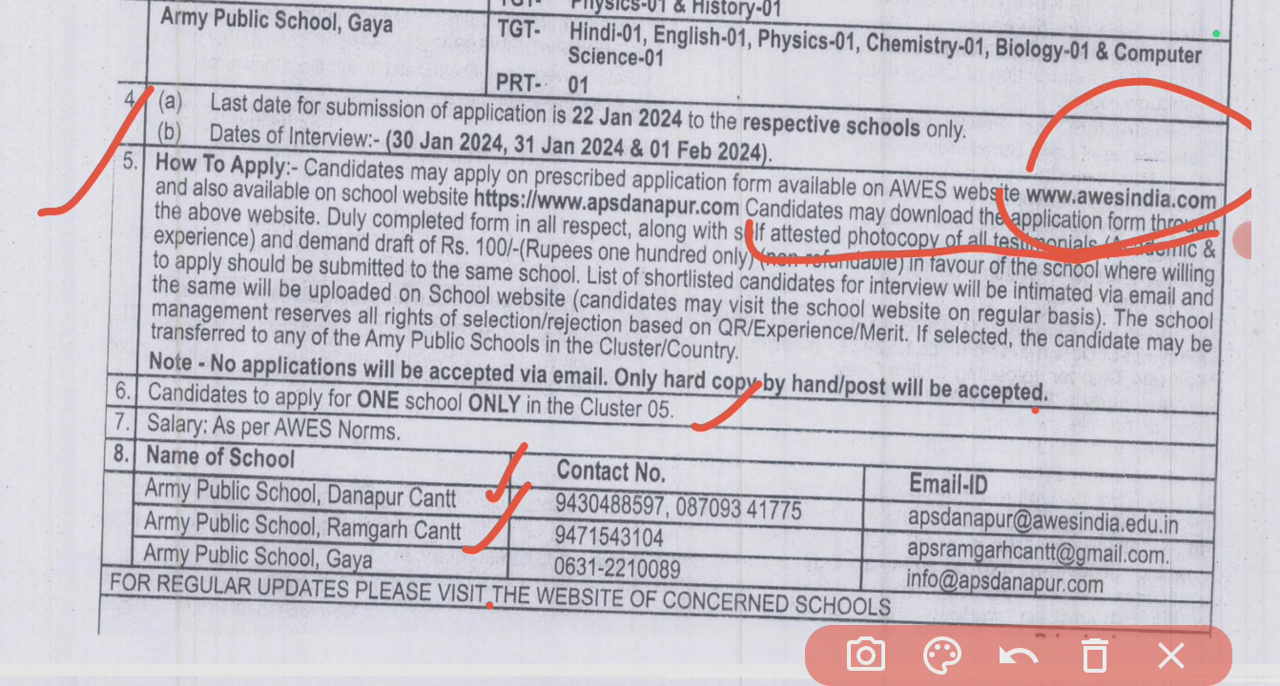 TGT- Physics-01 & History-01
Army Public School, Gaya TGT- Hindi-01, English-01, Physics-01, Chemistry-01, Biology-01 & Computer
Science-01
PRT- 01
4. (a) Last date for submission of application is 22 Jan 2024 to the respective schools only.
(b) Dates of Interview:- (30 Jan 2024, 31 Jan 2024 & 01 Feb 2024).
5. How To Apply:- Candidates may apply on prescribed application form available on AWES website www.awesindia.com
and also available on school website https://www.apsdanapur.com Candidates may download the application form through
the above website. Duly completed form in all respect, along with self attested photocopy of all testimonials (Academic &
experience) and demand draft of Rs. 100/-(Rupees one hundred only) (non refundable) in favour of the school where willing
to apply should be submitted to the same school. List of shortlisted candidates for interview will be intimated via email and
the same will be uploaded on School website (candidates may visit the school website on regular basis). The school
management reserves all rights of selection/rejection based on QR/Experience/Merit. If selected, the candidate may be
transferred to any of the Amy Public Schools in the Cluster/Country.
Note - No applications will be accepted via email. Only hard copy by hand/post will be accepted.
6. Candidates to apply for ONE school ONLY in the Cluster 05.
7. Salary: As per AWES Norms.
8. Name of School Contact No. Email-ID
Army Public School, Danapur Cantt 9430488597, 087093 41775 apsdanapur@awesindia.edu.in
Army Public School, Ramgarh Cantt 9471543104 apsramgarhcantt@gmail.com.
Army Public School, Gaya 0631-2210089 info@apsdanapur.com
FOR REGULAR UPDATES PLEASE VISIT THE WEBSITE OF CONCERNED SCHOOLS